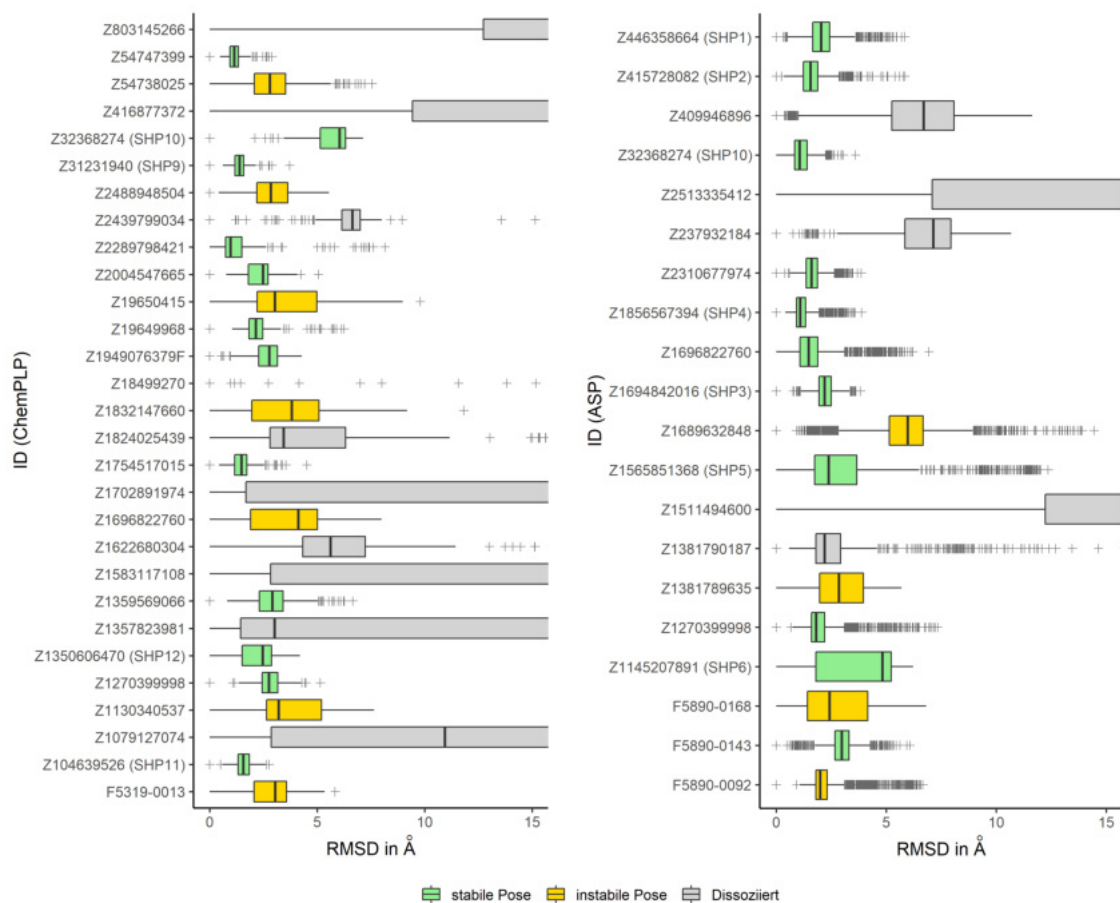 ID (ChemPLP)
Z803145266
Z54747399
Z54738025
Z416877372
Z32368274 (SHP10)
Z31231940 (SHP9)
Z2488948504
Z2439799034
Z2289798421
Z2004547665
Z19650415
Z19649968
Z1949076379F
Z18499270
Z1832147660
Z1824025439
Z1754517015
Z1702891974
Z1696822760
Z1622680304
Z1583117108
Z1359569066
Z1357823981
Z1350606470 (SHP12)
Z1270399998
Z1130340537
Z1079127074
Z104639526 (SHP11)
F5319-0013
0 5 10 15
RMSD in Å
ID (ASP)
Z446358664 (SHP1)
Z415728082 (SHP2)
Z409946896
Z32368274 (SHP10)
Z2513335412
Z237932184
Z2310677974
Z1856567394 (SHP4)
Z1696822760
Z1694842016 (SHP3)
Z1689632848
Z1565851368 (SHP5)
Z1511494600
Z1381790187
Z1381789635
Z1270399998
Z1145207891 (SHP6)
F5890-0168
F5890-0143
F5890-0092
0 5 10 15
RMSD in Å
stabile Pose instabile Pose Dissoziiert